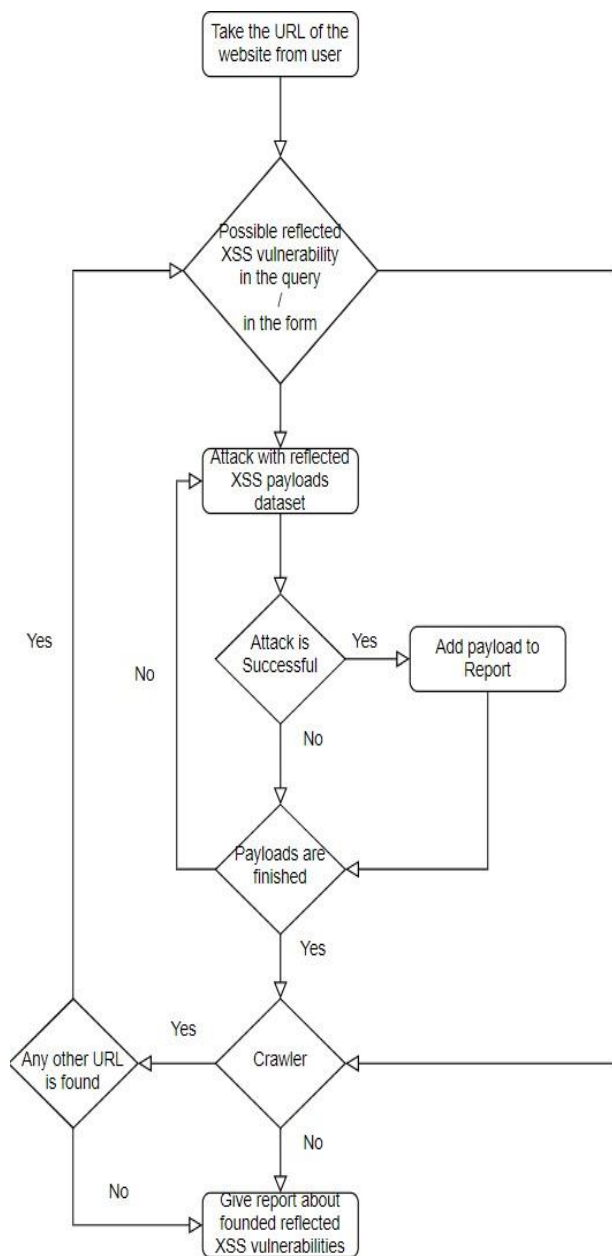 Take the URL of the
website from user
Possible reflected
XSS vulnerability
in the query
/
in the form
Attack with reflected
XSS payloads
dataset
Yes
No
Attack is
Successful
Yes
Add payload to
Report
No
Payloads are
finished
Yes
Yes
Any other URL
is found
Crawler
No
No
Give report about
founded reflected
XSS vulnerabilities